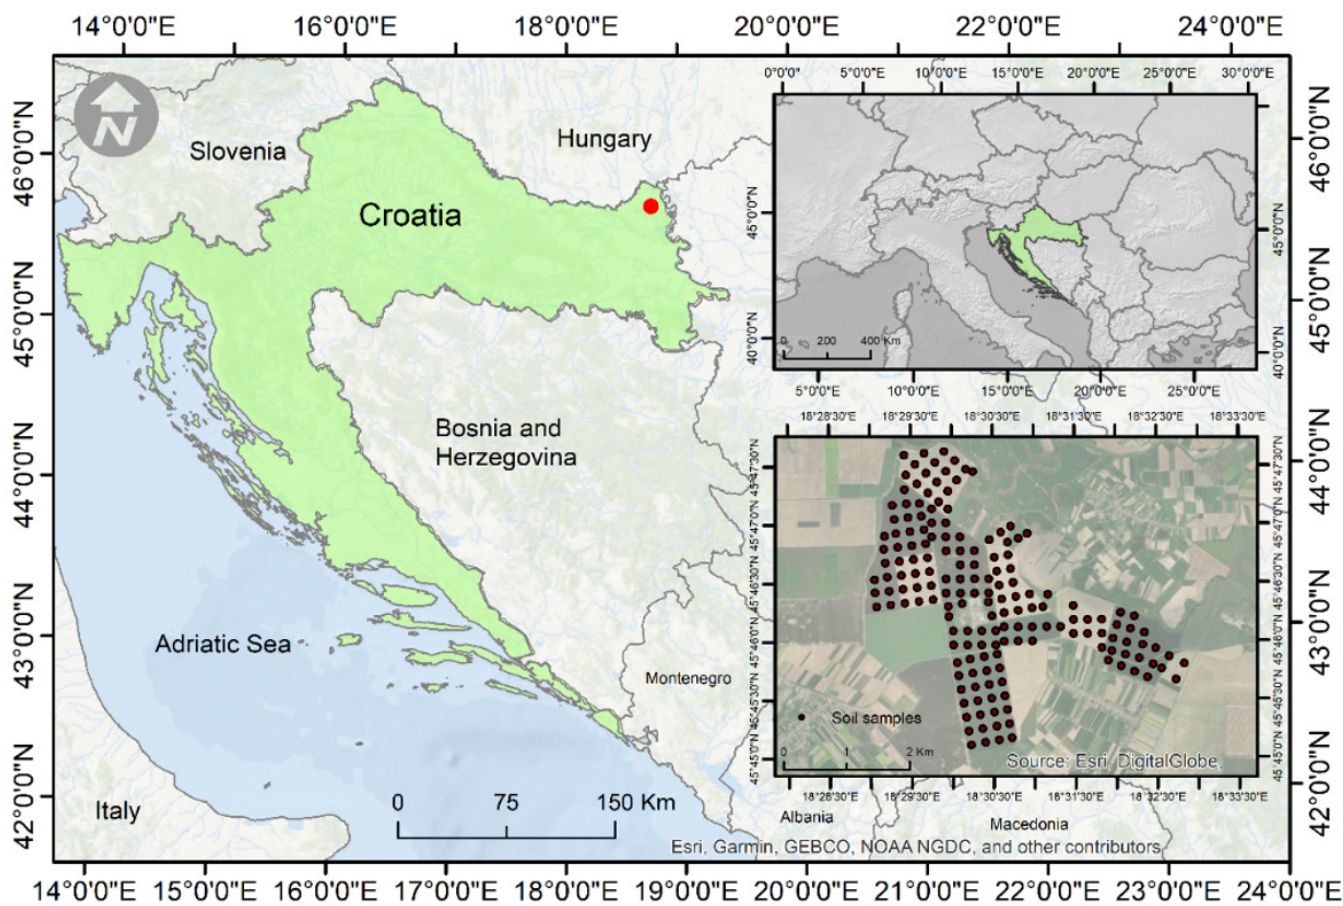 14°0'0"E 16°0'0"E 18°0'0"E 20°0'0"E 22°0'0"E 24°0'0"E
0°0'0" 5°0'0"E 10°0'0"E 15°0'0"E 20°0'0"E 25°0'0"E 30°0'0"E
N
Slovenia
Hungary
Croatia
46°0'0"N
45°0'0"N
44°0'0"N
43°0'0"N
42°0'0"N
46°0'0"N
45°0'0"N
44°0'0"N
43°0'0"N
42°0'0"N
45°0'0"N
40°0'0"N
45°0'0"N
40°0'0"N
0 200 400 Km
5°0'0"E 10°0'0"E 15°0'0"E 20°0'0"E 25°0'0"E
Bosnia and
Herzegovina
Adriatic Sea
Montenegro
Italy
0 75 150 Km
18°28'30"E 18°29'30"E 18°30'30"E 18°31'30"E 18°32'30"E 18°33'30"E
45°47'30"N
45°47'0"N
45°46'30"N
45°46'0"N
45°45'30"N
45°45'0"N
45°47'30"N
45°47'0"N
45°46'30"N
45°46'0"N
45°45'30"N
45°45'0"N
Soil samples
0 1 2 Km
Source: Esri, DigitalGlobe,
18°28'30"E 18°29'30"E 18°30'30"E 18°31'30"E 18°32'30"E 18°33'30"E
Albania
Macedonia
Esri, Garmin, GEBCO, NOAA NGDC, and other contributors
14°0'0"E 15°0'0"E 16°0'0"E 17°0'0"E 18°0'0"E 19°0'0"E 20°0'0"E 21°0'0"E 22°0'0"E 23°0'0"E 24°0'0"E